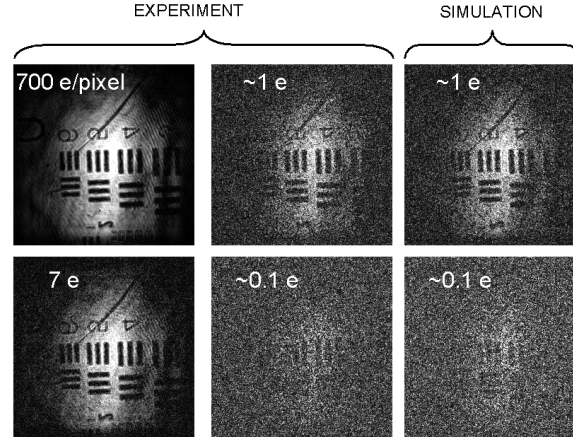 EXPERIMENT
SIMULATION
700 e/pixel
~1 e
~1 e
7 e
~0.1 e
~0.1 e